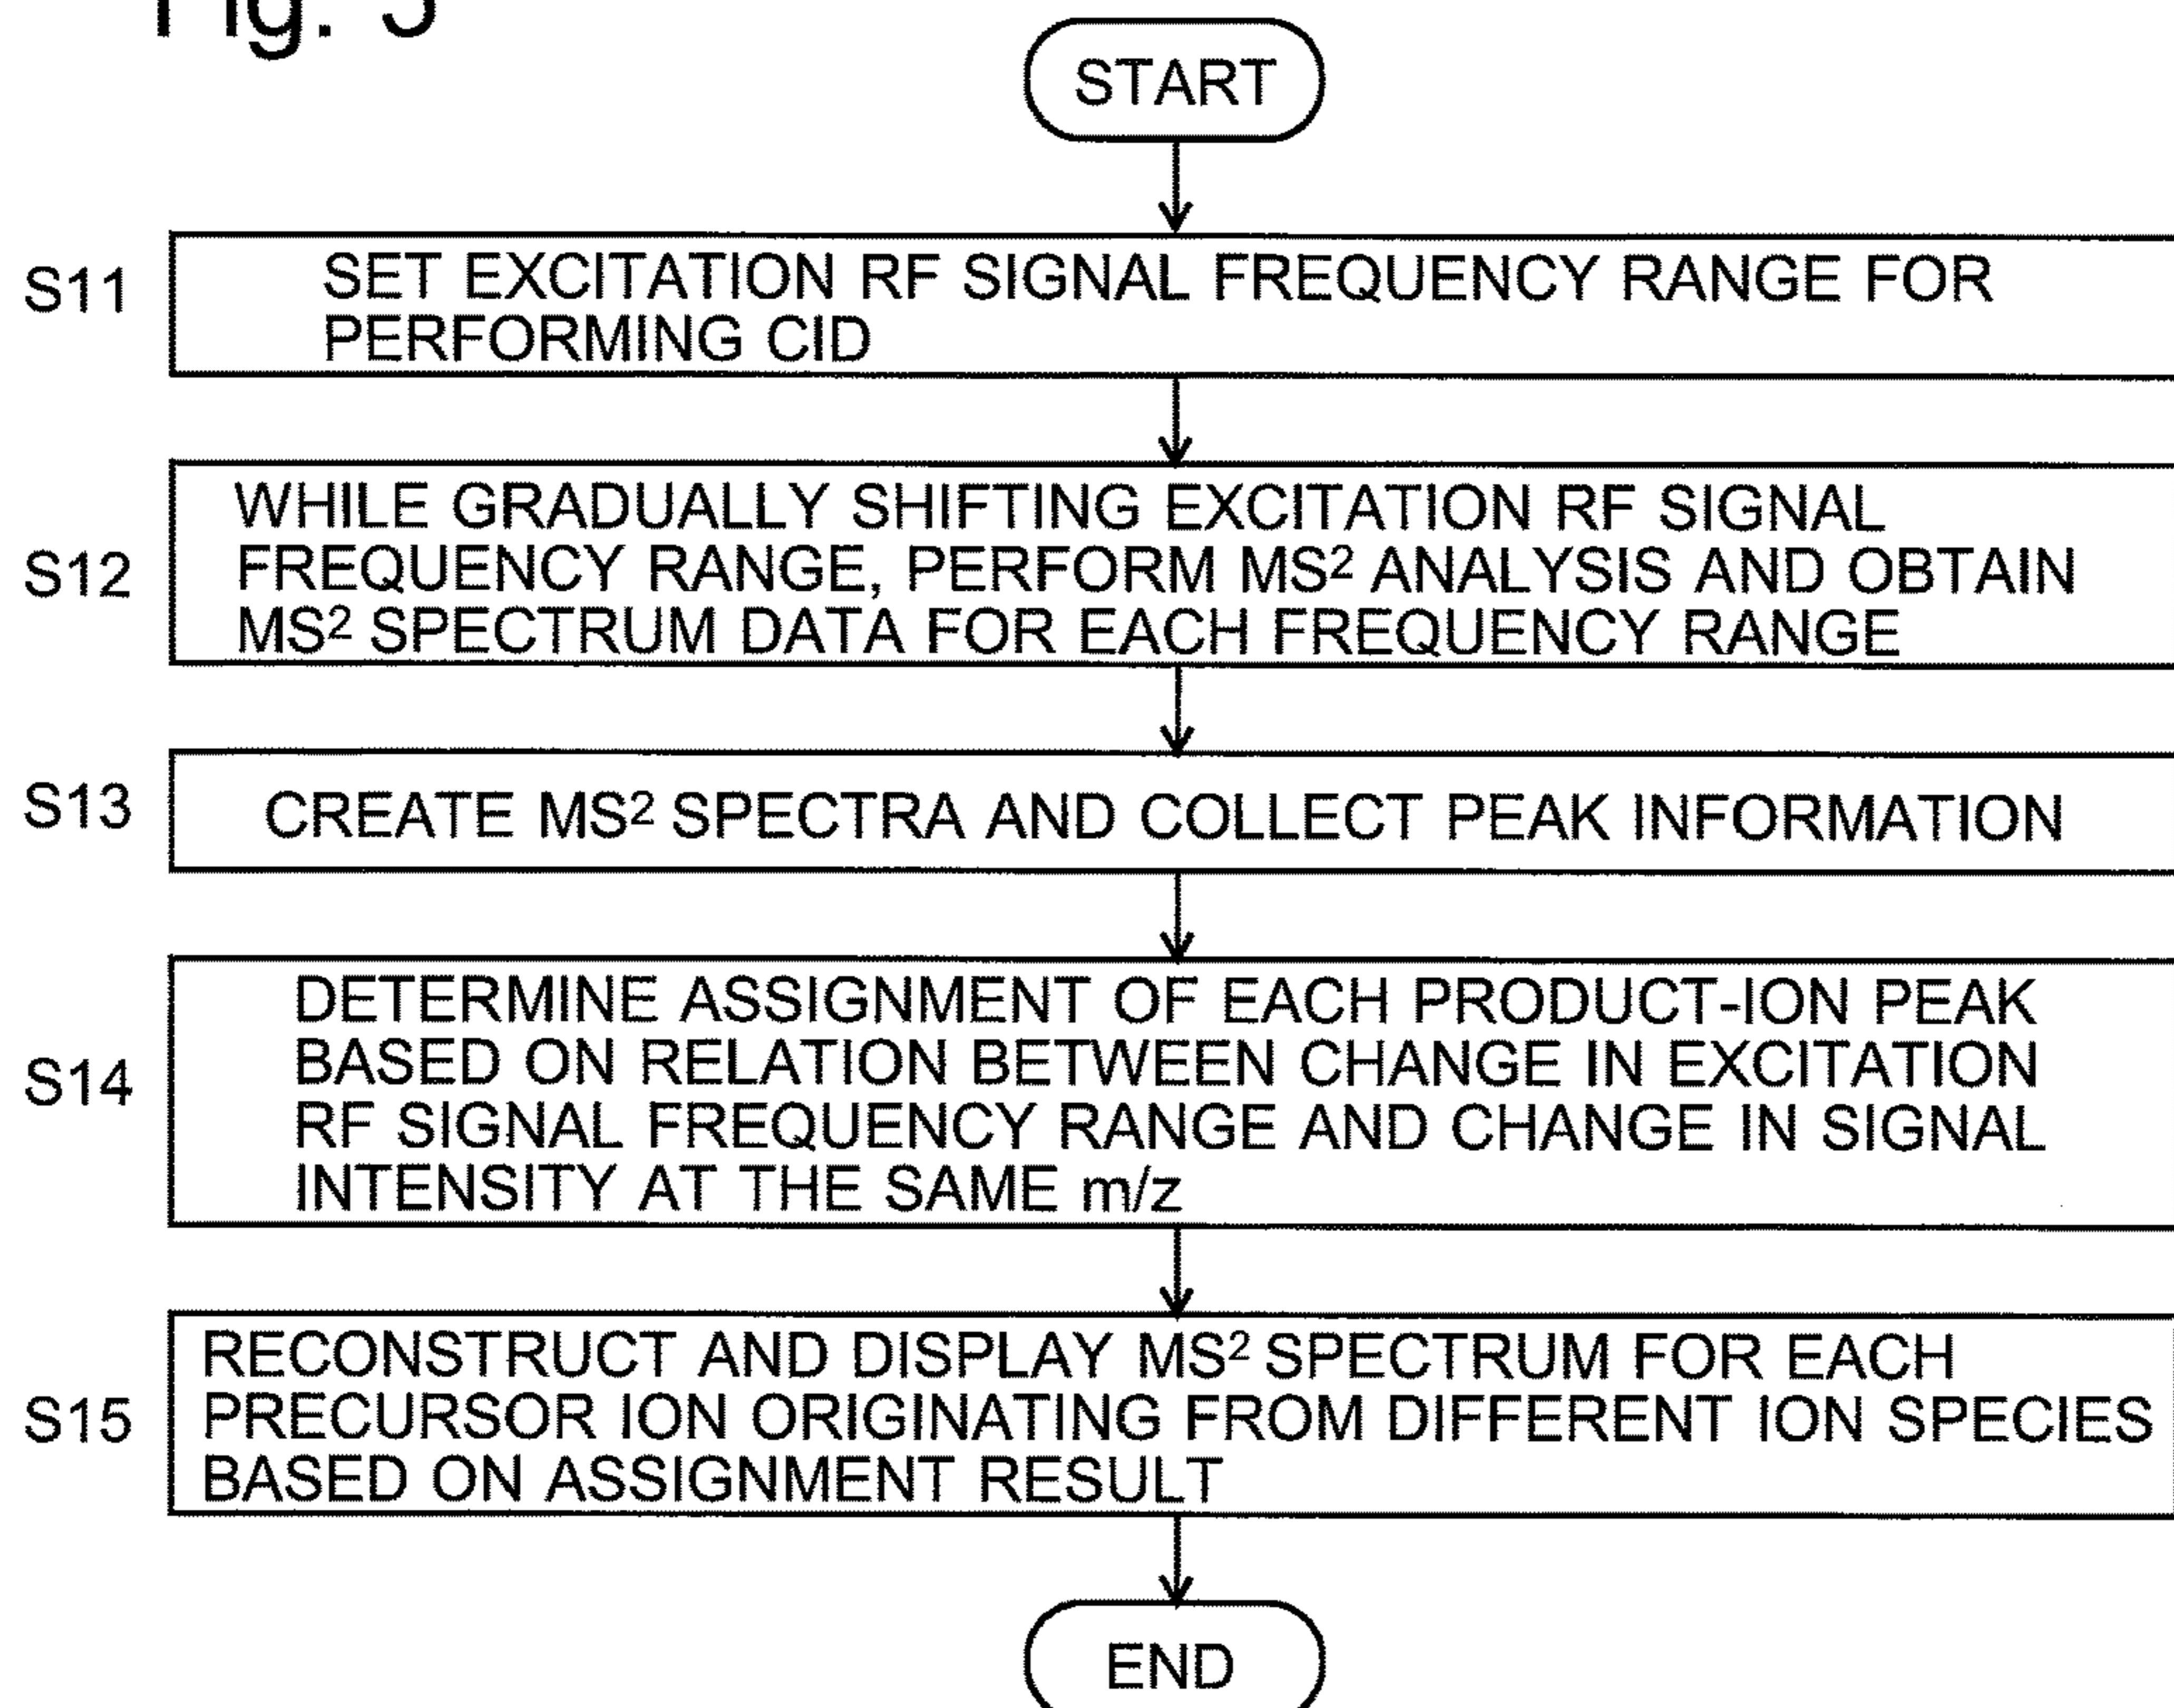 Fig. 5
START
S11
SET EXCITATION RF SIGNAL FREQUENCY RANGE FOR
PERFORMING CID
S12
WHILE GRADUALLY SHIFTING EXCITATION RF SIGNAL
FREQUENCY RANGE, PERFORM MS² ANALYSIS AND OBTAIN
MS² SPECTRUM DATA FOR EACH FREQUENCY RANGE
S13
CREATE MS² SPECTRA AND COLLECT PEAK INFORMATION
S14
DETERMINE ASSIGNMENT OF EACH PRODUCT-ION PEAK
BASED ON RELATION BETWEEN CHANGE IN EXCITATION
RF SIGNAL FREQUENCY RANGE AND CHANGE IN SIGNAL
INTENSITY AT THE SAME m/z
S15
RECONSTRUCT AND DISPLAY MS² SPECTRUM FOR EACH
PRECURSOR ION ORIGINATING FROM DIFFERENT ION SPECIES
BASED ON ASSIGNMENT RESULT
END